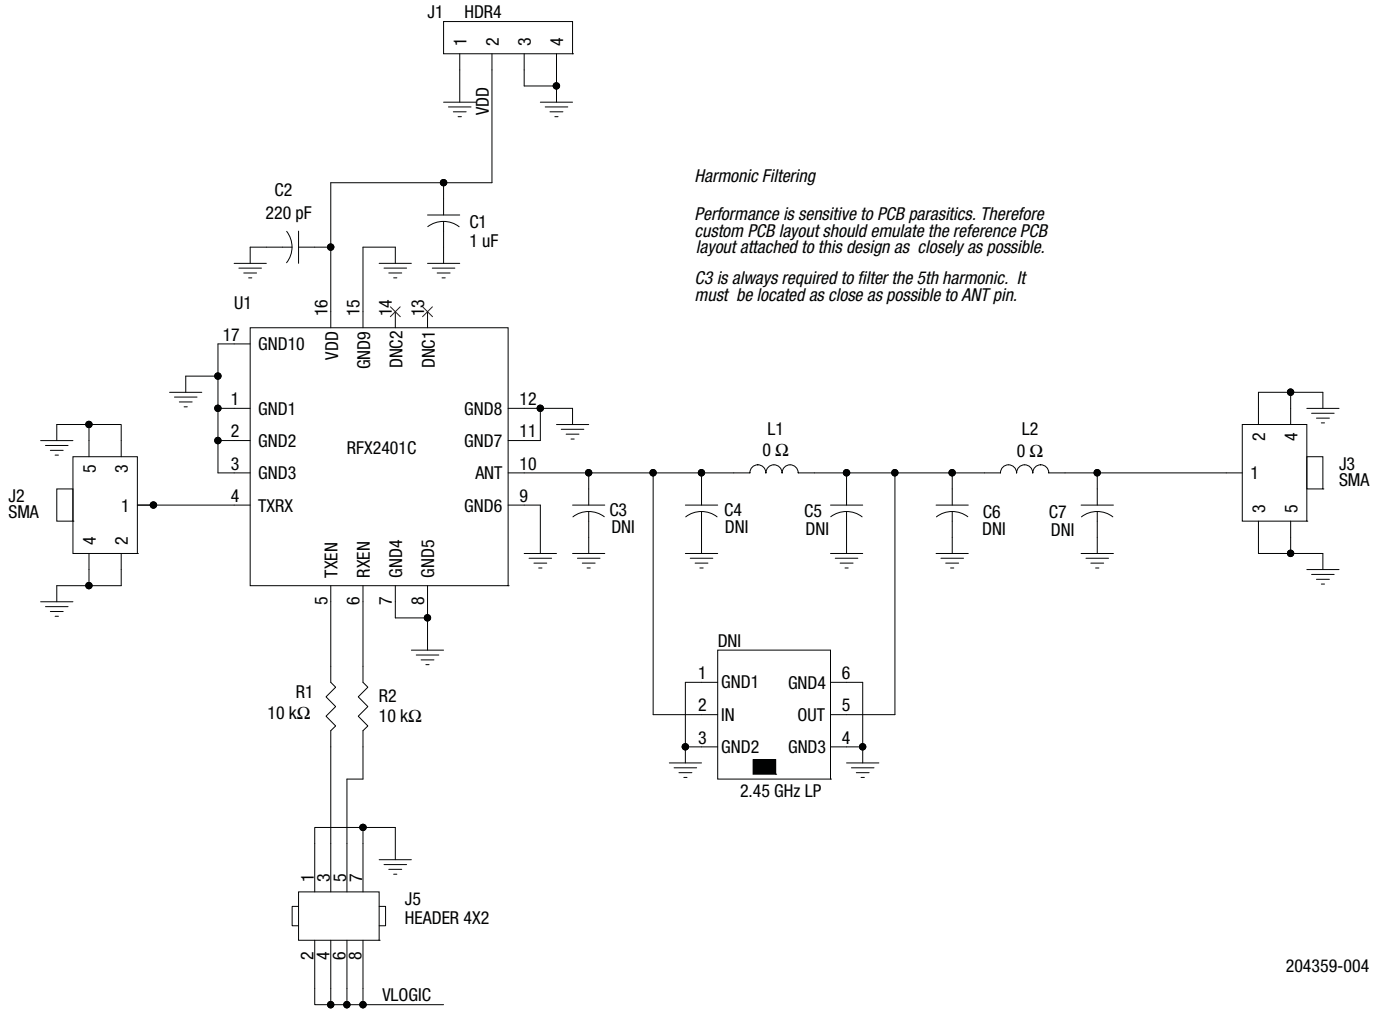 J1 HDR4
1 2 3 4
VDD
C2
220 pF
C1
1 uF
Harmonic Filtering
Performance is sensitive to PCB parasitics. Therefore
custom PCB layout should emulate the reference PCB
layout attached to this design as closely as possible.
C3 is always required to filter the 5th harmonic. It
must be located as close as possible to ANT pin.
U1
16 15 14 13
VDD GND9 DNC2 DNC1
17 GND10
1 GND1
2 GND2
3 GND3
4 TXRX
RFX2401C
GND8 12
GND7 11
ANT 10
GND6 9
TXEN RXEN GND4 GND5
5 6 7 8
J2
SMA
5 3
1
4 2
C3
DNI
C4
DNI
L1
0 Ω
C5
DNI
C6
DNI
L2
0 Ω
C7
DNI
2 4
1
3 5
J3
SMA
DNI
1 GND1
2 IN
3 GND2
GND4 6
OUT 5
GND3 4
2.45 GHz LP
R1
10 kΩ
R2
10 kΩ
1 3 5 7
J5
HEADER 4X2
2 4 6 8
VLOGIC
204359-004